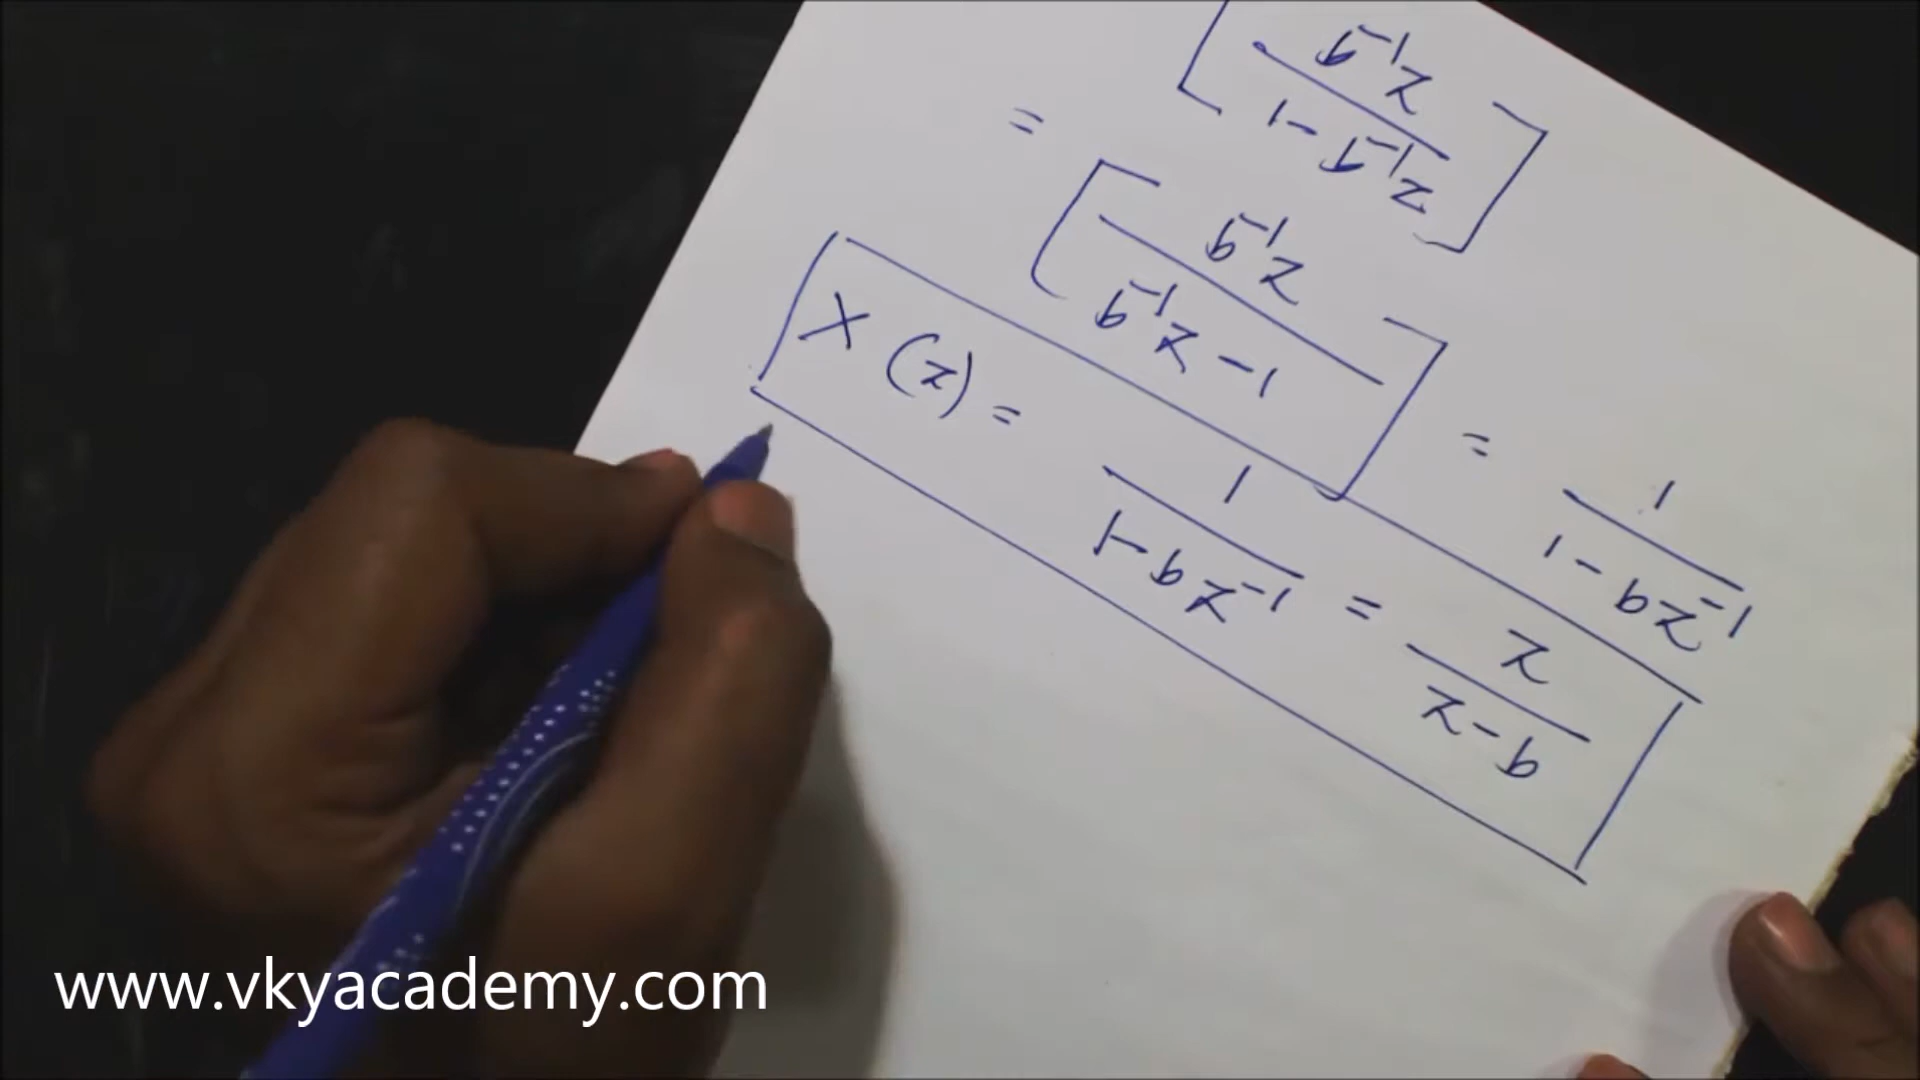 [ b⁻¹z / 1 - b⁻¹z ]
= [ b⁻¹z / b⁻¹z - 1 ] = 1 / 1 - bz⁻¹
X (z) = 1 / 1 - bz⁻¹ = z / z - b
www.vkyacademy.com